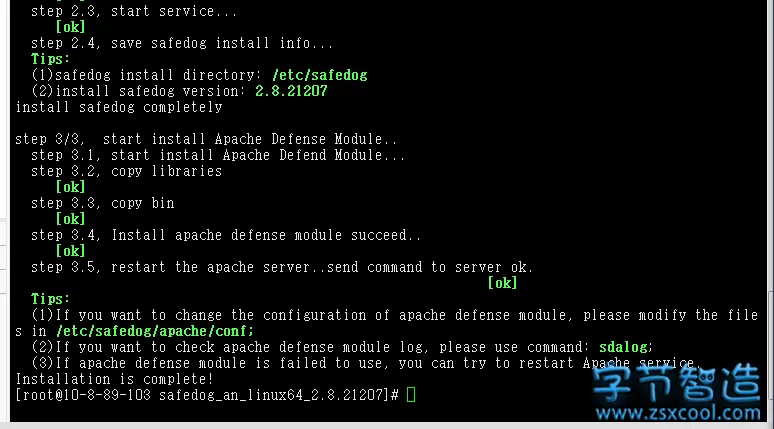 step 2.3, start service...
[ok]
step 2.4, save safedog install info...
Tips:
(1)safedog install directory: /etc/safedog
(2)install safedog version: 2.8.21207
install safedog completely
step 3/3,  start install Apache Defense Module..
step 3.1, start install Apache Defend Module...
step 3.2, copy libraries
[ok]
step 3.3, copy bin
[ok]
step 3.4, Install apache defense module succeed..
[ok]
step 3.5, restart the apache server..send command to server ok.
[ok]
Tips:
(1)If you want to change the configuration of apache defense module, please modify the file
s in /etc/safedog/apache/conf;
(2)If you want to check apache defense module log, please use command: sdalog;
(3)If apache defense module is failed to use, you can try to restart Apache service.
Installation is complete!
[root@10-8-89-103 safedog_an_linux64_2.8.21207]#
字节智造
www.zsxcool.com